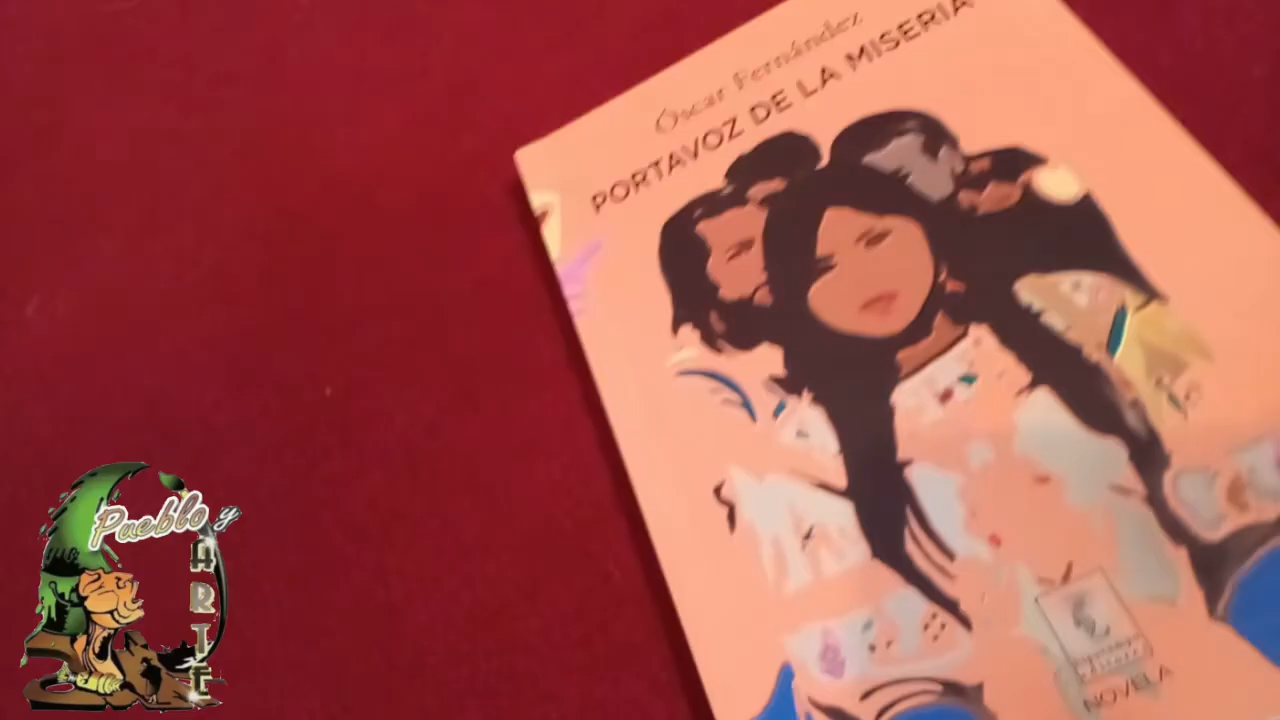 Óscar Fernández
PORTAVOZ DE LA MISERIA
NOVELA
Pueblo y
ARTE